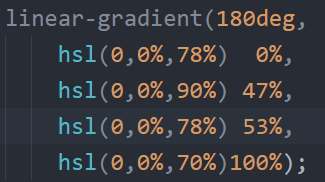 linear-gradient(180deg,
hsl(0,0%,78%)  0%,
hsl(0,0%,90%) 47%,
hsl(0,0%,78%) 53%,
hsl(0,0%,70%)100%);